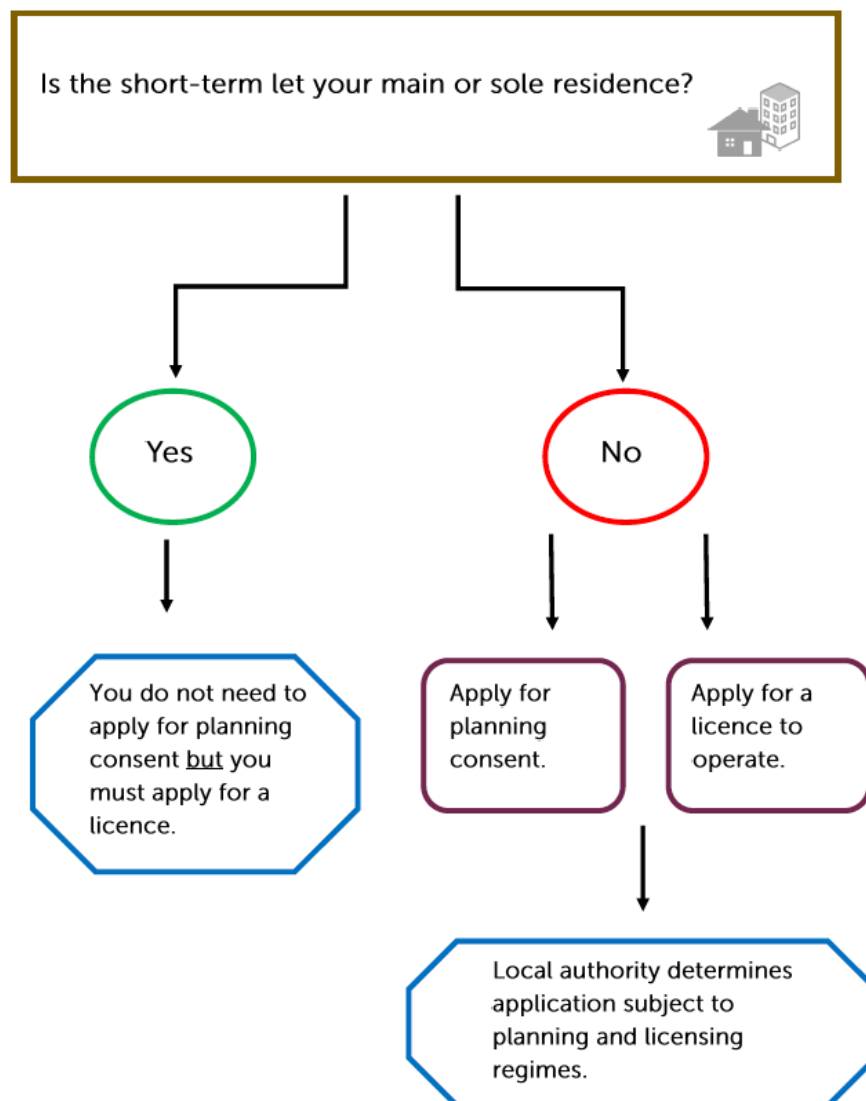 Is the short-term let your main or sole residence?
Yes
No
You do not need to
apply for planning
consent but you
must apply for a
licence.
Apply for
planning
consent.
Apply for a
licence to
operate.
Local authority determines
application subject to
planning and licensing
regimes.